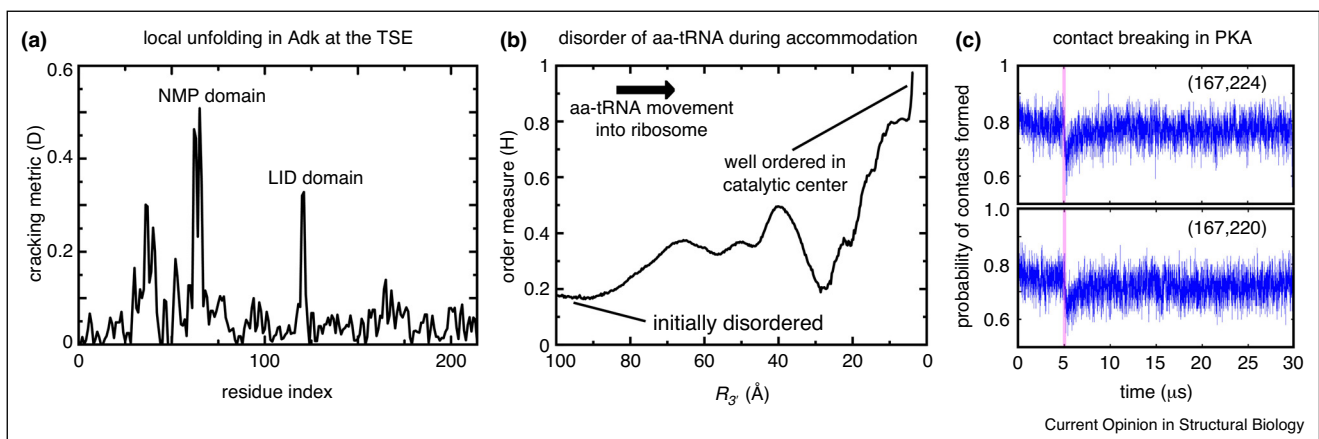 (a) local unfolding in Adk at the TSE
0.6
0.4
0.2
0
cracking metric (D)
NMP domain
LID domain
0 100 200
residue index
(b) disorder of aa-tRNA during accommodation
1
0.8
0.6
0.4
0.2
0
order measure (H)
aa-tRNA movement
into ribosome
well ordered in
catalytic center
initially disordered
100 80 60 40 20 0
R3′ (Å)
(c) contact breaking in PKA
1
0.8
0.6
(167,224)
1.0
0.8
0.6
(167,220)
probability of contacts formed
0 5 10 15 20 25 30
time (μs)
Current Opinion in Structural Biology